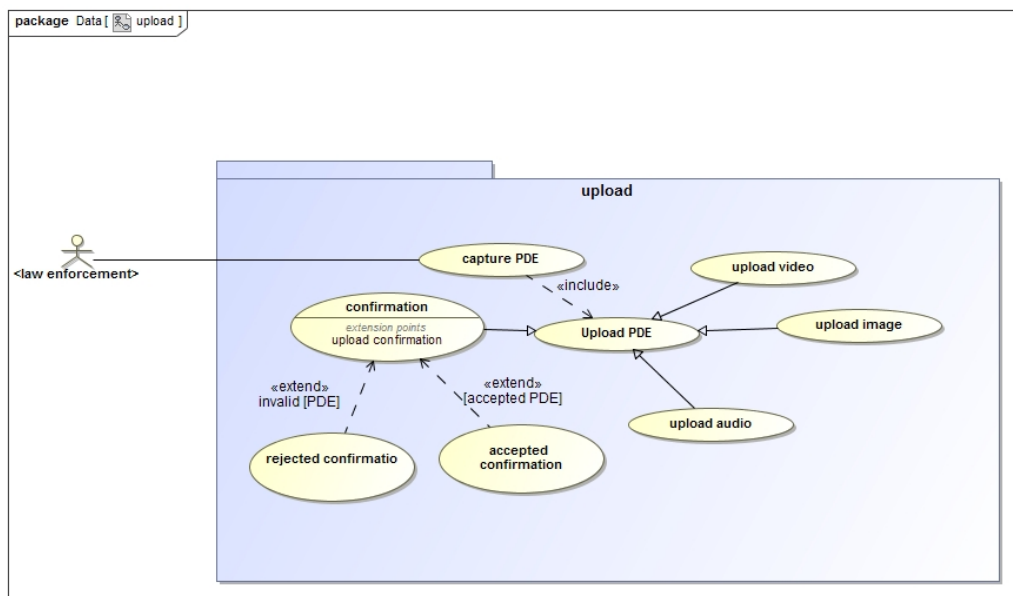 package Data [ upload ]
upload
<law enforcement>
capture PDE
«include»
upload video
confirmation
extension points
upload confirmation
Upload PDE
upload image
«extend»
invalid [PDE]
«extend»
[accepted PDE]
upload audio
rejected confirmatio
accepted
confirmation